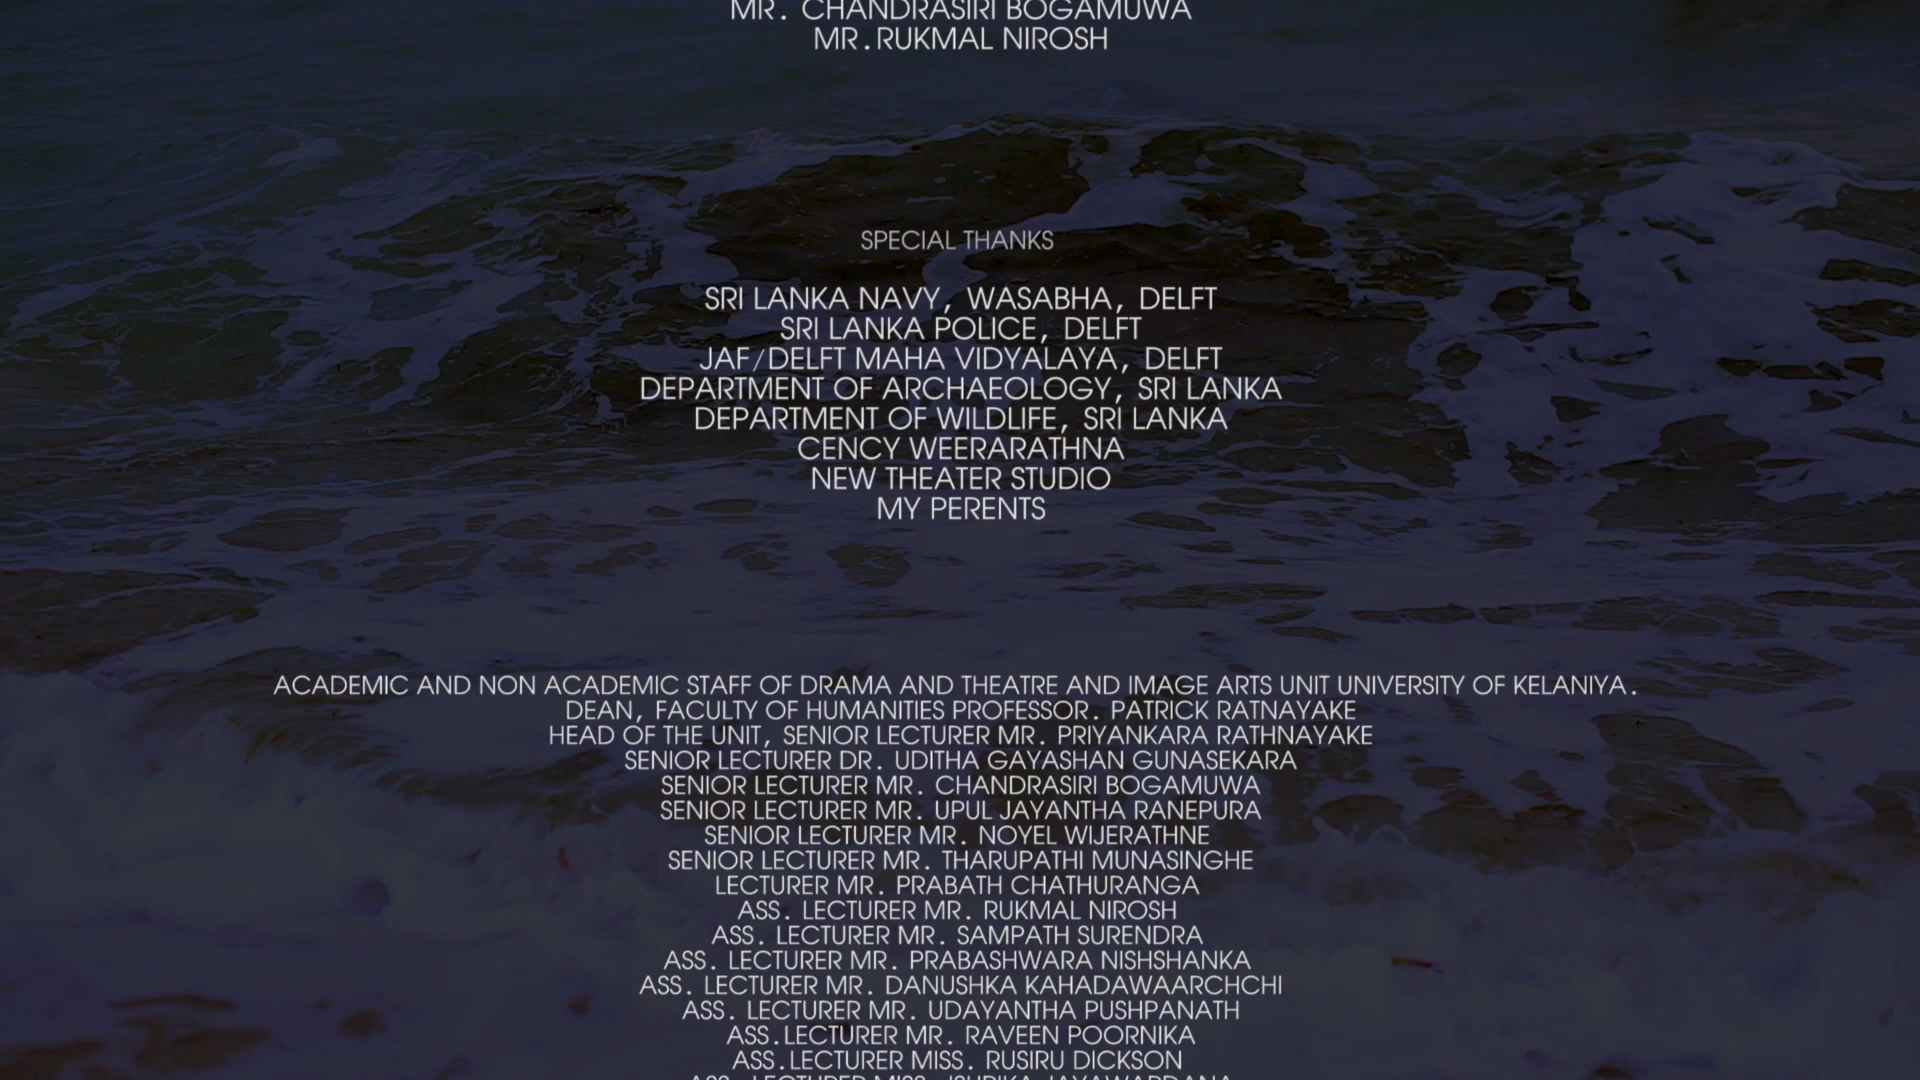 MR. CHANDRASIRI BOGAMUWA
MR.RUKMAL NIROSH
SPECIAL THANKS
SRI LANKA NAVY, WASABHA, DELFT
SRI LANKA POLICE, DELFT
JAF/DELFT MAHA VIDYALAYA, DELFT
DEPARTMENT OF ARCHAEOLOGY, SRI LANKA
DEPARTMENT OF WILDLIFE, SRI LANKA
CENCY WEERARATHNA
NEW THEATER STUDIO
MY PERENTS
ACADEMIC AND NON ACADEMIC STAFF OF DRAMA AND THEATRE AND IMAGE ARTS UNIT UNIVERSITY OF KELANIYA.
DEAN, FACULTY OF HUMANITIES PROFESSOR. PATRICK RATNAYAKE
HEAD OF THE UNIT, SENIOR LECTURER MR. PRIYANKARA RATHNAYAKE
SENIOR LECTURER DR. UDITHA GAYASHAN GUNASEKARA
SENIOR LECTURER MR. CHANDRASIRI BOGAMUWA
SENIOR LECTURER MR. UPUL JAYANTHA RANEPURA
SENIOR LECTURER MR. NOYEL WIJERATHNE
SENIOR LECTURER MR. THARUPATHI MUNASINGHE
LECTURER MR. PRABATH CHATHURANGA
ASS. LECTURER MR. RUKMAL NIROSH
ASS. LECTURER MR. SAMPATH SURENDRA
ASS. LECTURER MR. PRABASHWARA NISHSHANKA
ASS. LECTURER MR. DANUSHKA KAHADAWAARCHCHI
ASS. LECTURER MR. UDAYANTHA PUSHPANATH
ASS.LECTURER MR. RAVEEN POORNIKA
ASS.LECTURER MISS. RUSIRU DICKSON
ASS. LECTURER MISS. JAYAWARDANA